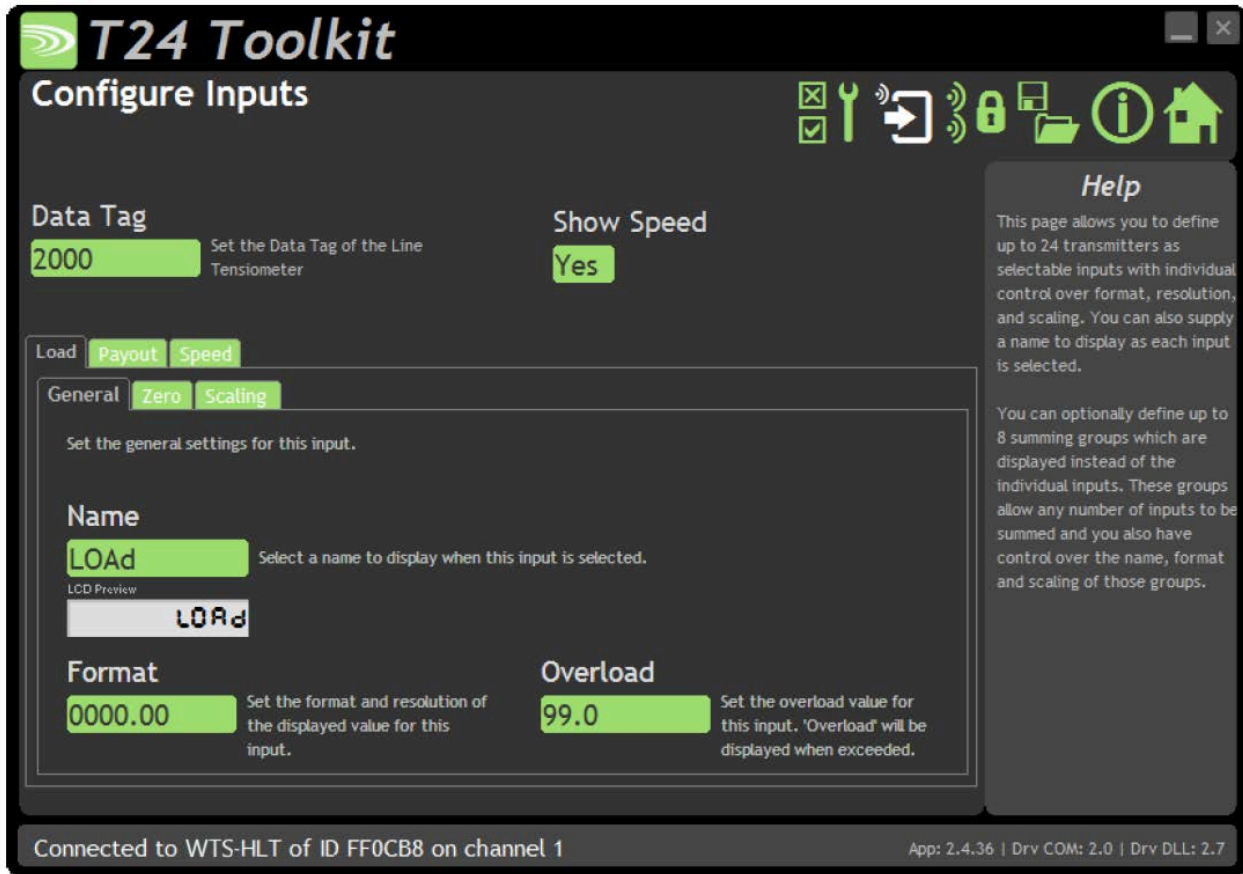 T24 Toolkit
Configure Inputs
Data Tag
2000
Set the Data Tag of the Line
Tensiometer
Show Speed
Yes
Load
Payout
Speed
General
Zero
Scaling
Set the general settings for this input.
Name
LOAd
Select a name to display when this input is selected.
LCD Preview
LOAd
Format
0000.00
Set the format and resolution of
the displayed value for this
input.
Overload
99.0
Set the overload value for
this input. 'Overload' will be
displayed when exceeded.
Help
This page allows you to define
up to 24 transmitters as
selectable inputs with individual
control over format, resolution,
and scaling. You can also supply
a name to display as each input
is selected.
You can optionally define up to
8 summing groups which are
displayed instead of the
individual inputs. These groups
allow any number of inputs to be
summed and you also have
control over the name, format
and scaling of those groups.
Connected to WTS-HLT of ID FF0CB8 on channel 1
App: 2.4.36 | Drv COM: 2.0 | Drv DLL: 2.7